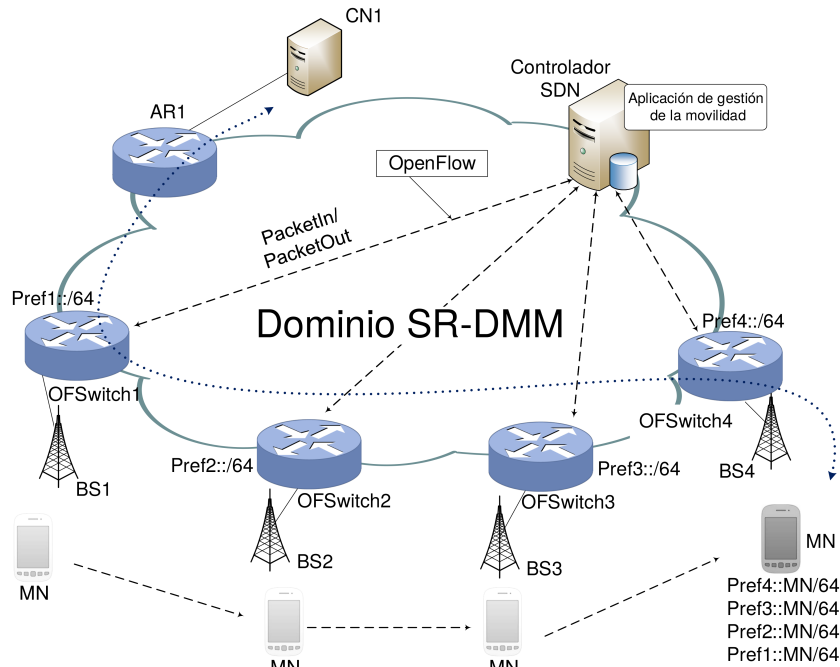 CN1
Controlador
SDN
Aplicación de gestión
de la movilidad
AR1
OpenFlow
PacketIn/
PacketOut
Pref1::/64
Dominio SR-DMM
Pref4::/64
OFSwitch1
OFSwitch4
Pref2::/64
Pref3::/64
BS4
BS1
OFSwitch2
OFSwitch3
BS2
BS3
MN
MN
Pref4::MN/64
Pref3::MN/64
Pref2::MN/64
Pref1::MN/64
MN
MN